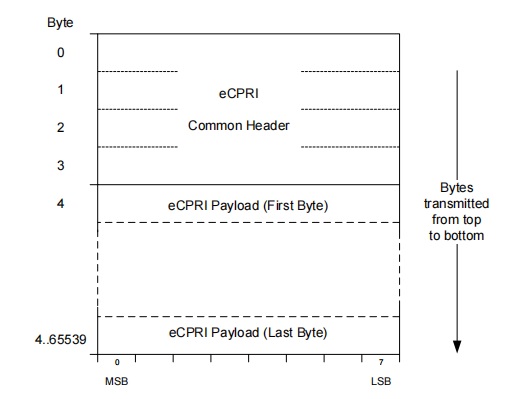 Byte
0
1
eCPRI
2
Common Header
3
4
eCPRI Payload (First Byte)
Bytes
transmitted
from top
to bottom
eCPRI Payload (Last Byte)
4..65539
0
7
MSB
LSB